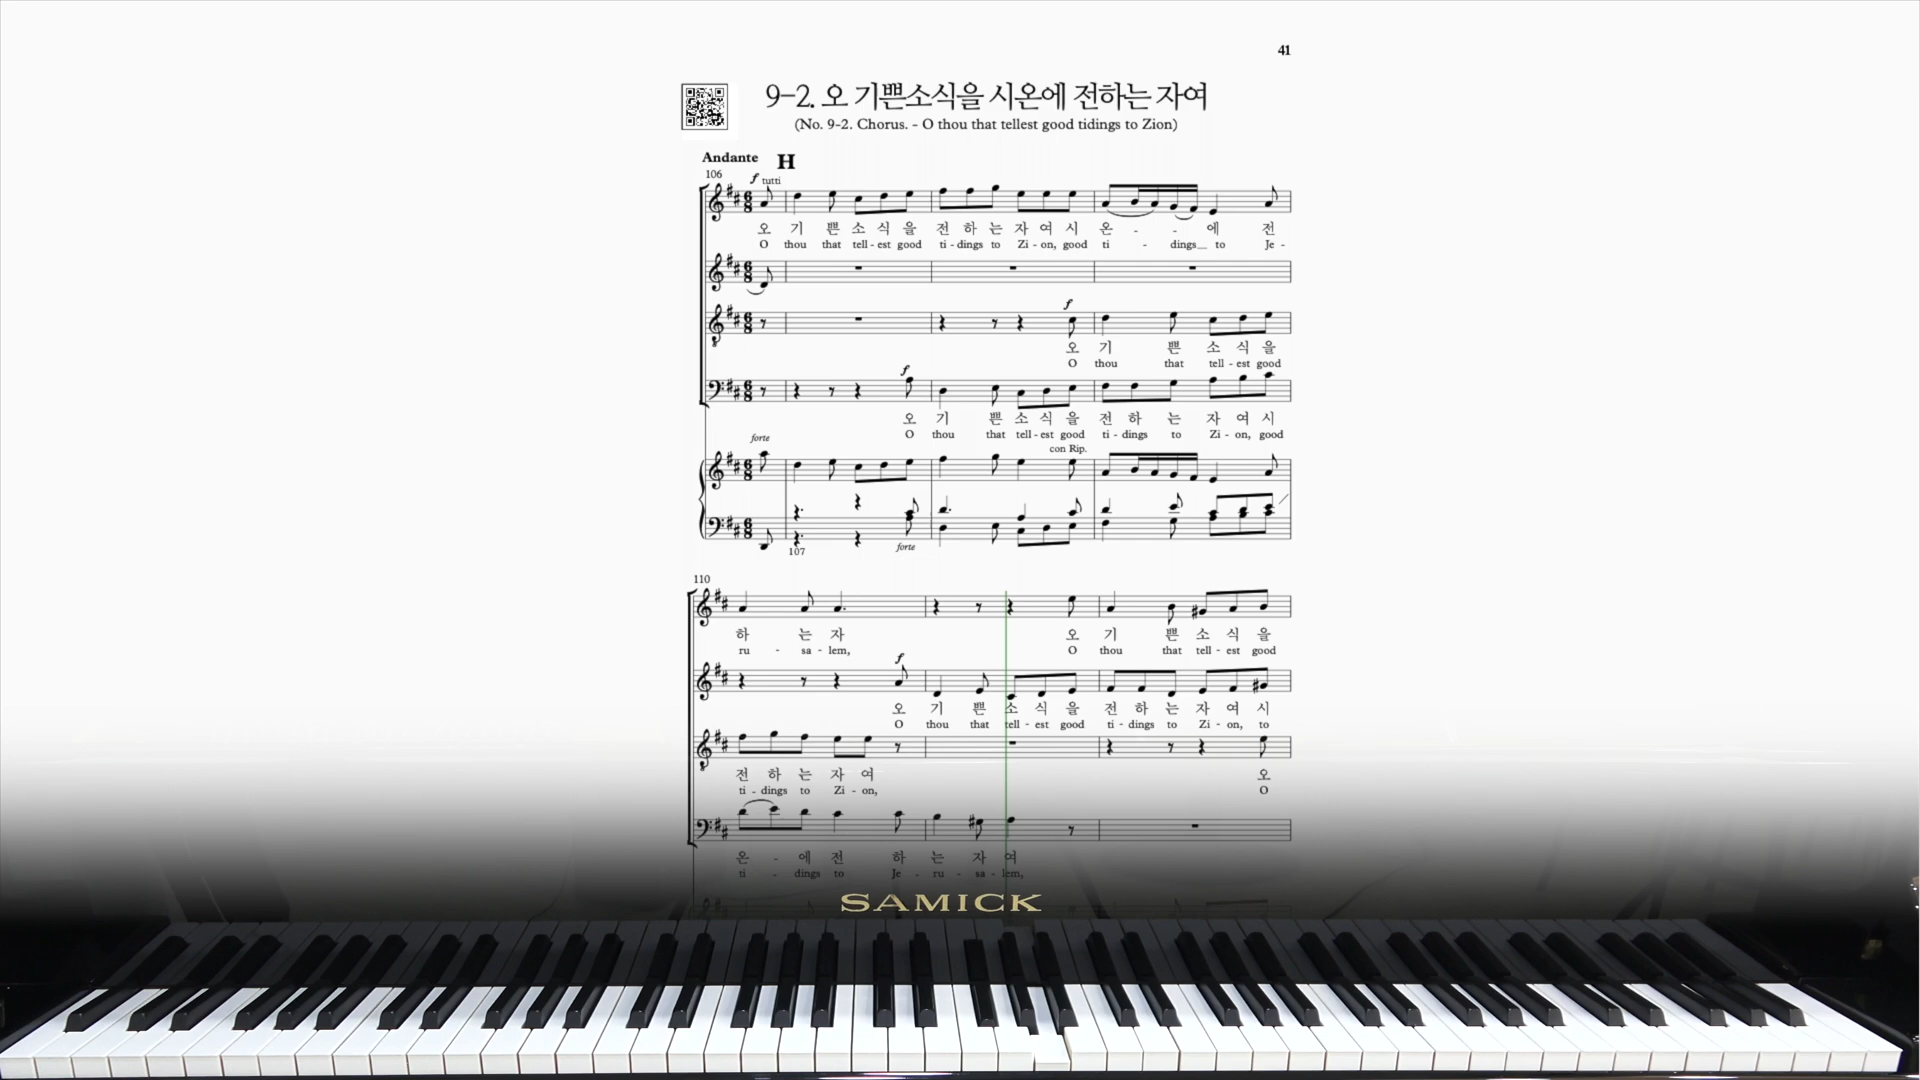 41
9-2. 오 기쁜소식을 시온에 전하는 자여
(No. 9-2. Chorus. - O thou that tellest good tidings to Zion)
Andante H
106 f tutti
오 기 쁜 소 식 을 전 하 는 자 여 시 온 - - 에 전
O thou that tell - est good ti - dings to Zi - on, good ti - dings__ to Je -
f
오 기 쁜 소 식 을
O thou that tell - est good
f
오 기 쁜 소 식 을 전 하 는 자 여 시
O thou that tell - est good ti - dings to Zi - on, good
forte con Rip.
107 forte
110
하 는 자 오 기 쁜 소 식 을
ru - sa - lem, O thou that tell - est good
f
오 기 쁜 소 식 을 전 하 는 자 여 시
O thou that tell - est good ti - dings to Zi - on, to
전 하 는 자 여 오
ti - dings to Zi - on, O
온 - 에 전 하 는 자 여
ti - dings to Je - ru - sa - lem,
SAMICK